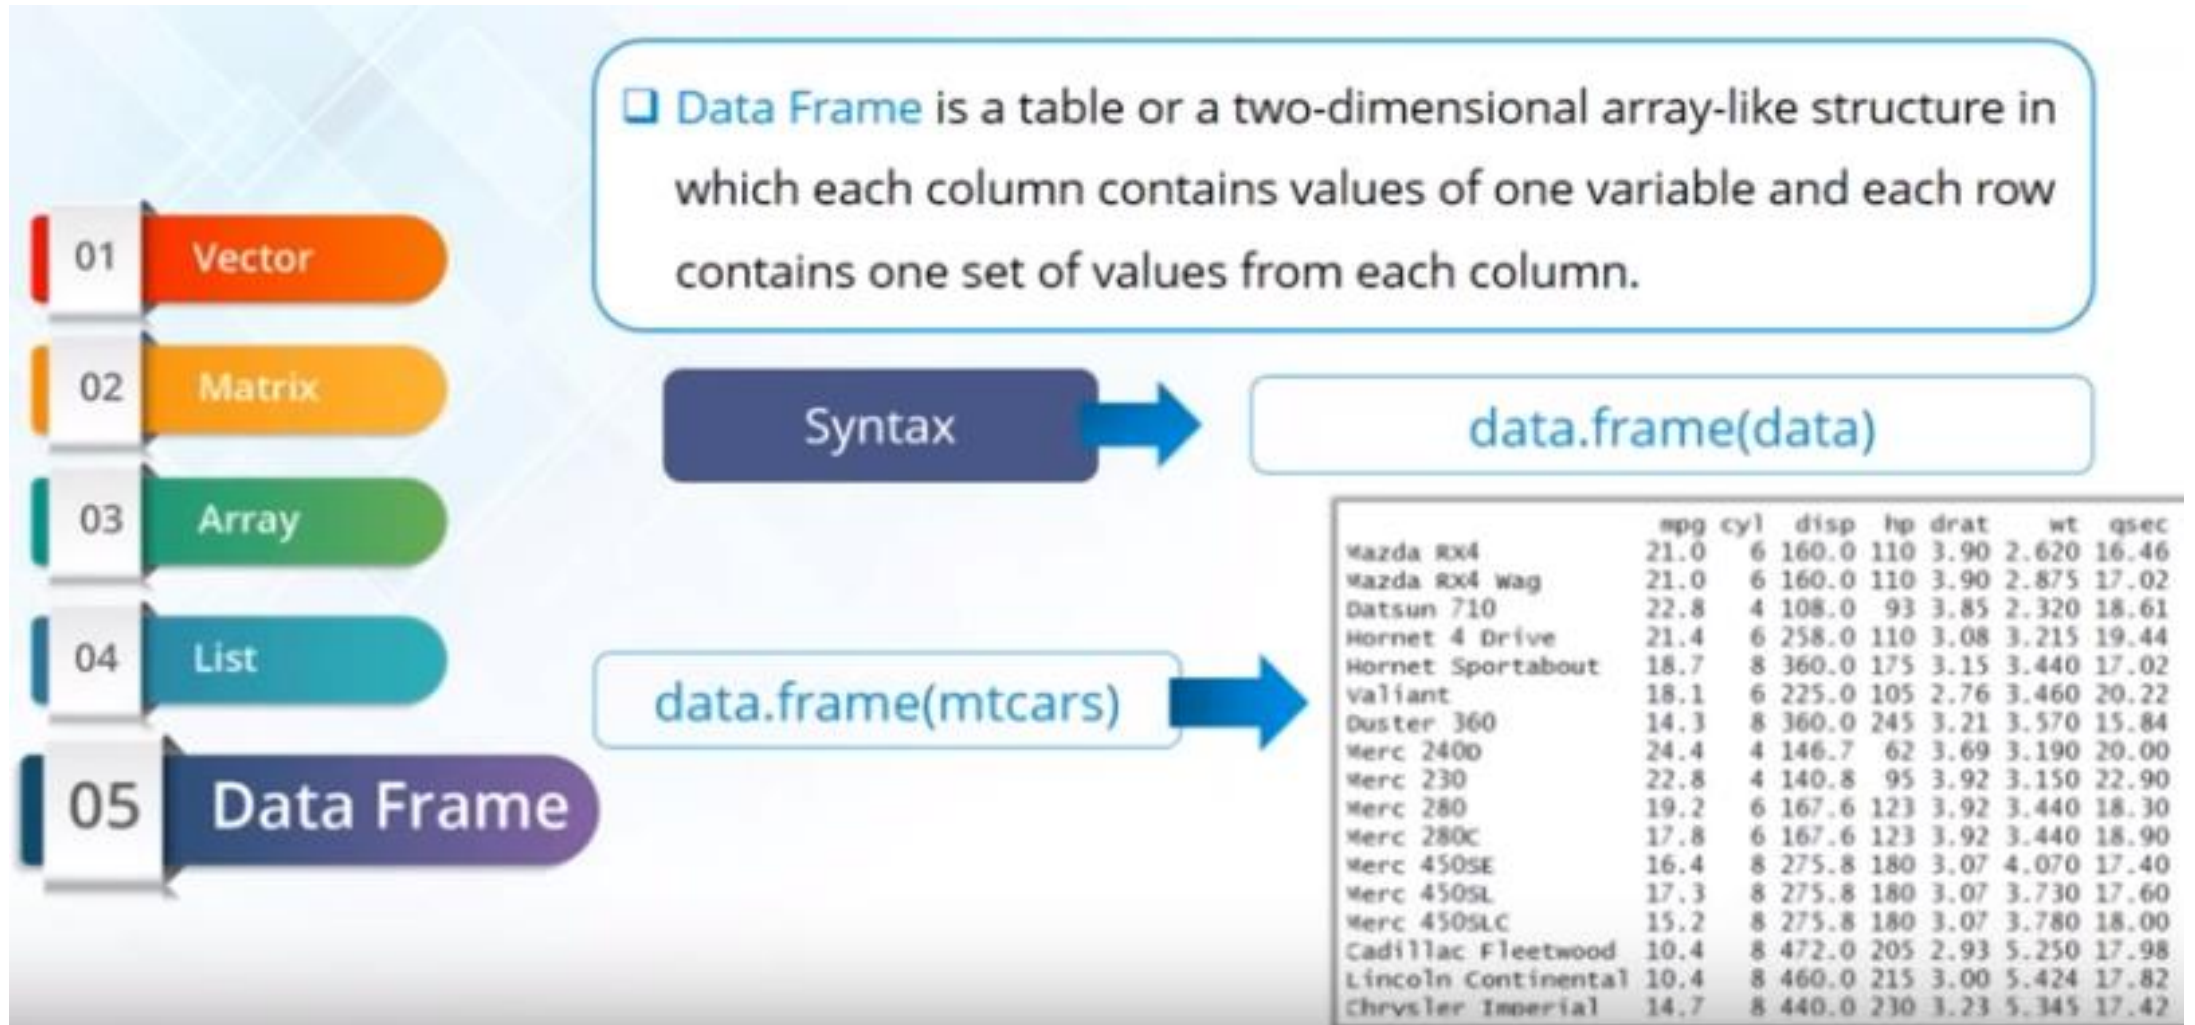 01 Vector
02 Matrix
03 Array
04 List
05 Data Frame
❑ Data Frame is a table or a two-dimensional array-like structure in
which each column contains values of one variable and each row
contains one set of values from each column.
Syntax
data.frame(data)
data.frame(mtcars)
mpg cyl disp hp drat wt qsec
Mazda RX4 21.0 6 160.0 110 3.90 2.620 16.46
Mazda RX4 Wag 21.0 6 160.0 110 3.90 2.875 17.02
Datsun 710 22.8 4 108.0 93 3.85 2.320 18.61
Hornet 4 Drive 21.4 6 258.0 110 3.08 3.215 19.44
Hornet Sportabout 18.7 8 360.0 175 3.15 3.440 17.02
Valiant 18.1 6 225.0 105 2.76 3.460 20.22
Duster 360 14.3 8 360.0 245 3.21 3.570 15.84
Merc 240D 24.4 4 146.7 62 3.69 3.190 20.00
Merc 230 22.8 4 140.8 95 3.92 3.150 22.90
Merc 280 19.2 6 167.6 123 3.92 3.440 18.30
Merc 280C 17.8 6 167.6 123 3.92 3.440 18.90
Merc 450SE 16.4 8 275.8 180 3.07 4.070 17.40
Merc 450SL 17.3 8 275.8 180 3.07 3.730 17.60
Merc 450SLC 15.2 8 275.8 180 3.07 3.780 18.00
Cadillac Fleetwood 10.4 8 472.0 205 2.93 5.250 17.98
Lincoln Continental 10.4 8 460.0 215 3.00 5.424 17.82
Chrysler Imperial 14.7 8 440.0 230 3.23 5.345 17.42